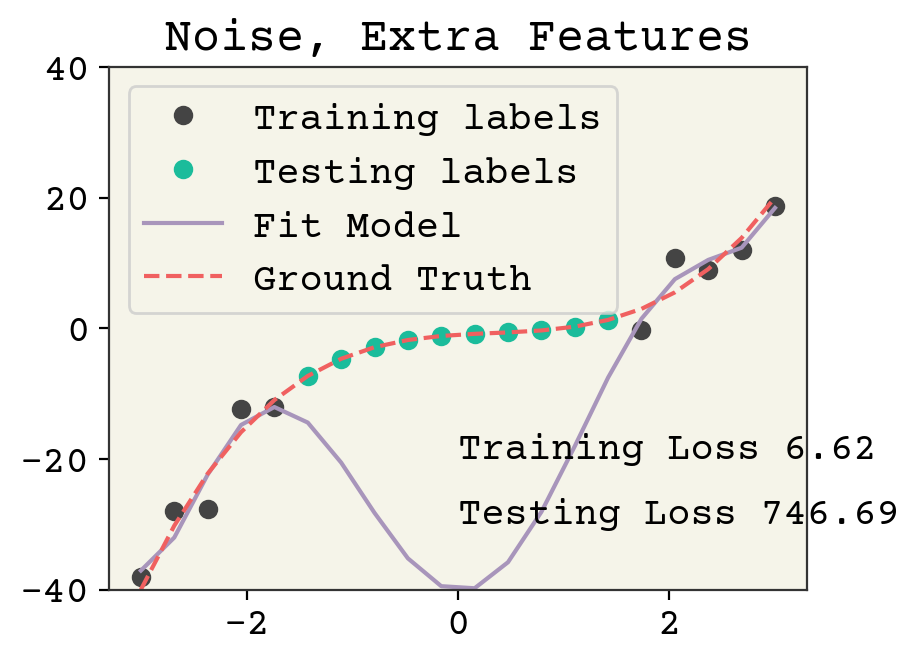 Noise, Extra Features
40
20
0
−20
−40
Training labels
Testing labels
Fit Model
Ground Truth
Training Loss 6.62
Testing Loss 746.69
−2
0
2